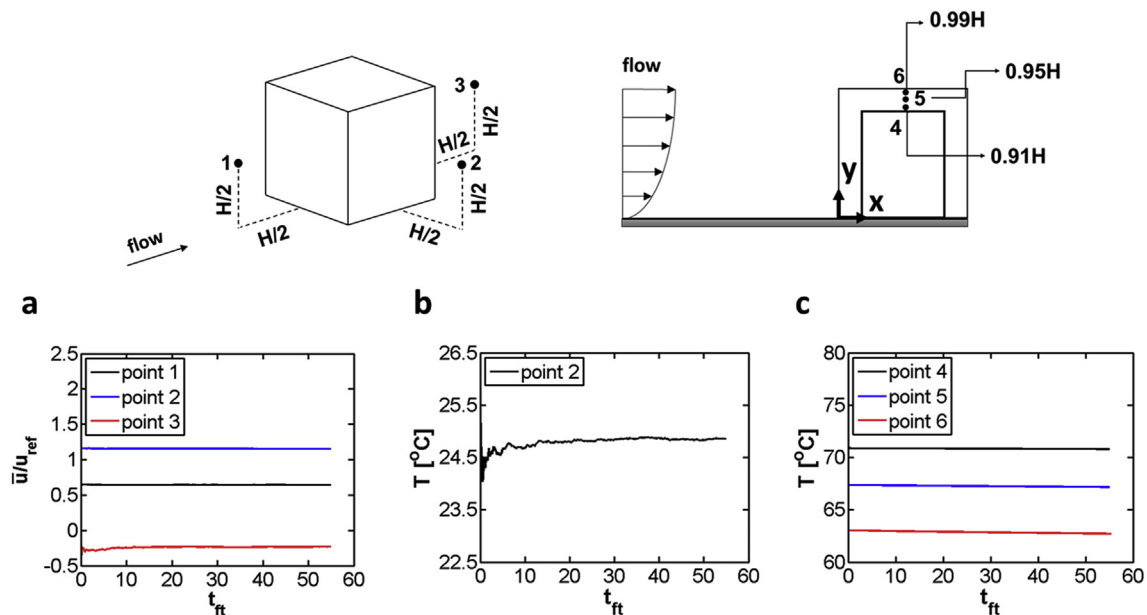 0.99H
flow
6
5
0.95H
4
0.91H
y
x
3
H/2
H/2
1
2
H/2
H/2
H/2
H/2
flow
a
b
c
2.5
2
1.5
1
0.5
0
-0.5
u̅/u_ref
point 1
point 2
point 3
0 10 20 30 40 50 60
t_ft
26.5
25.5
24.5
23.5
22.5
T [°C]
point 2
0 10 20 30 40 50 60
t_ft
80
75
70
65
60
T [°C]
point 4
point 5
point 6
0 10 20 30 40 50 60
t_ft